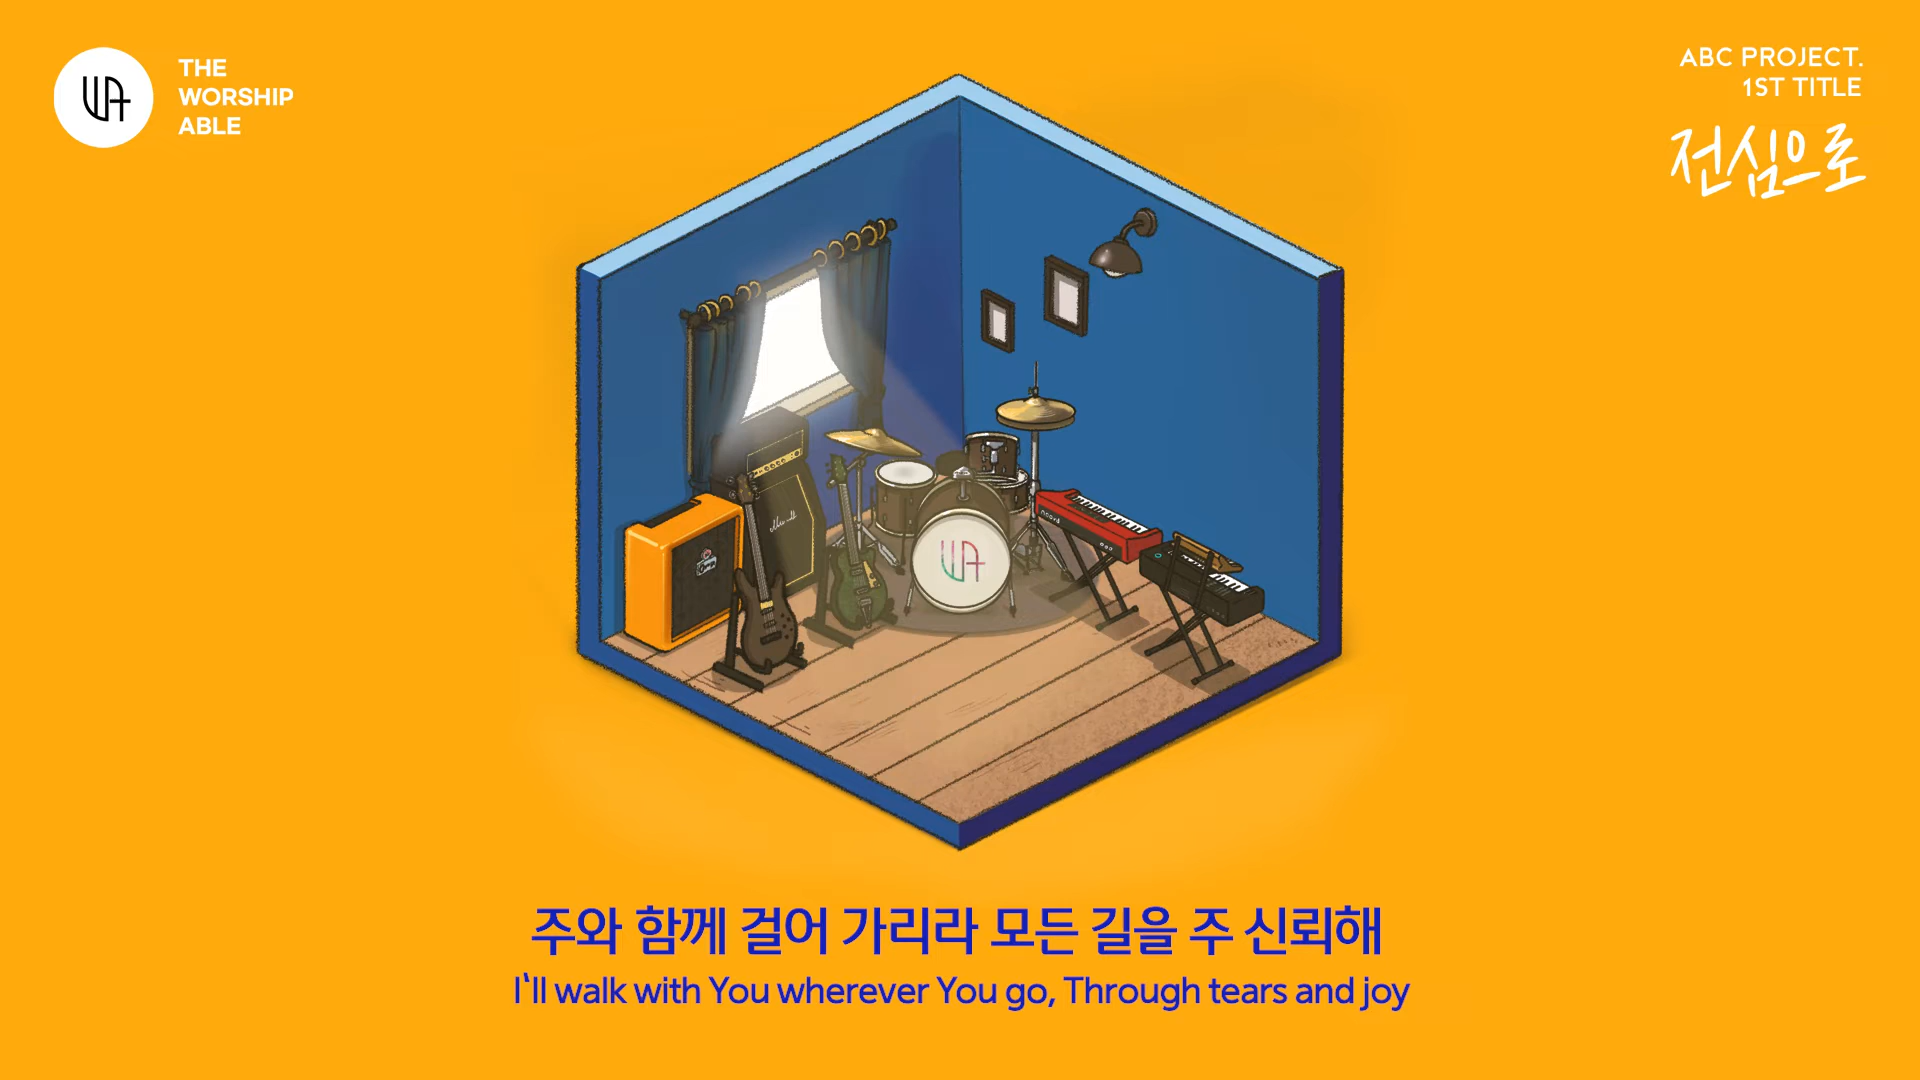 THE
WORSHIP
ABLE
ABC PROJECT.
1ST TITLE
전심으로
WA
주와 함께 걸어 가리라 모든 길을 주 신뢰해
I'll walk with You wherever You go, Through tears and joy